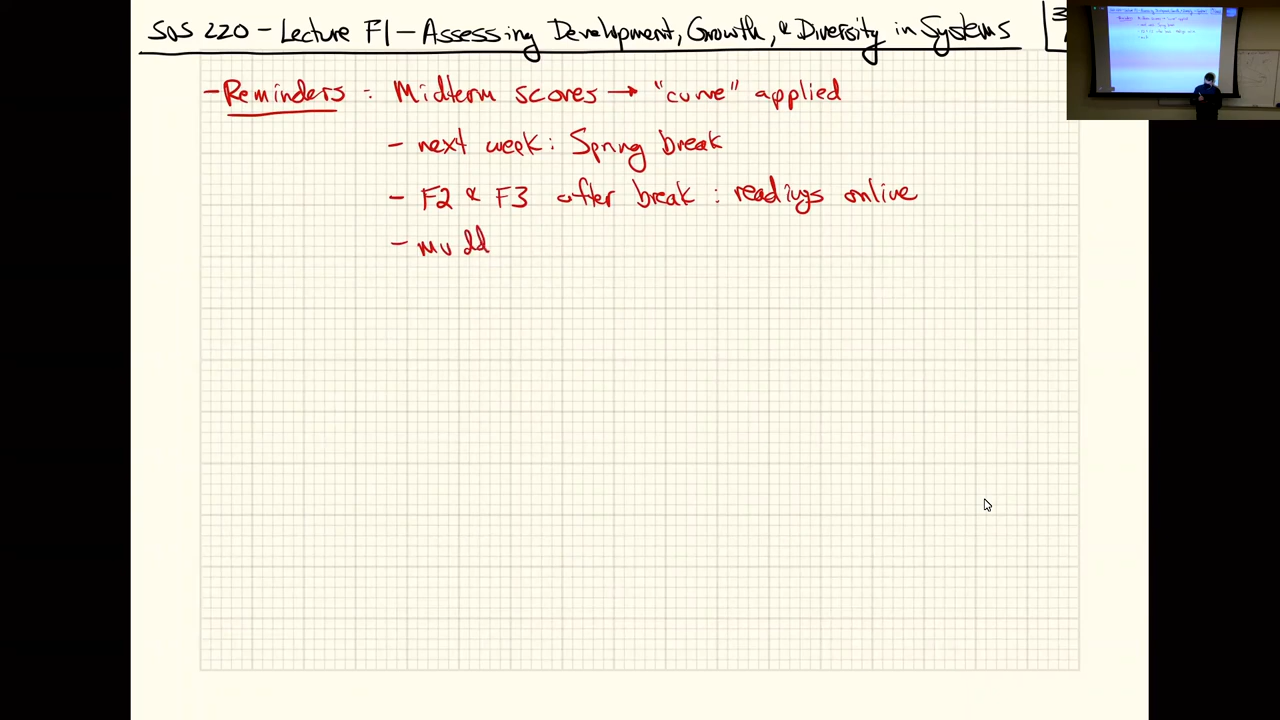 SOS 220 - Lecture F1 - Assessing Development, Growth, & Diversity in Systems
- Reminders : Midterm scores → "curve" applied
- next week: Spring break
- F2 & F3 after break : readings online
- mudd